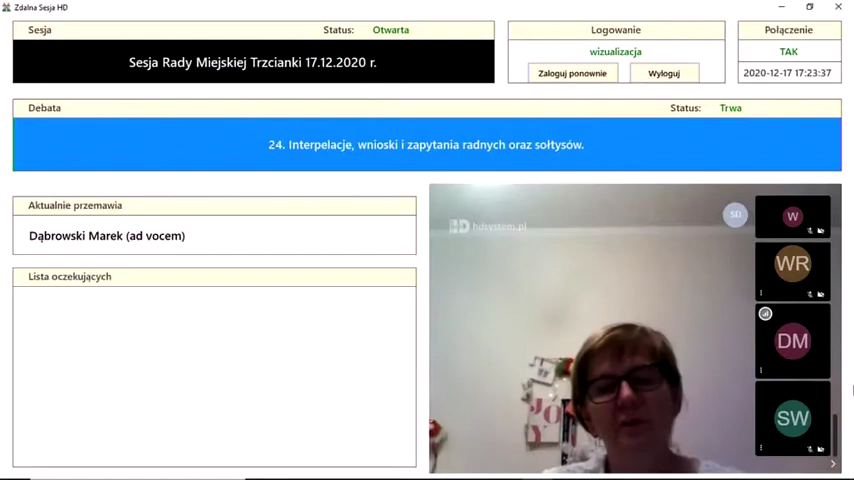 Zdalna Sesja HD
Sesja
Status: Otwarta
Sesja Rady Miejskiej Trzcianki 17.12.2020 r.
Logowanie
wizualizacja
Zaloguj ponownie
Wyloguj
Połączenie
TAK
2020-12-17 17:23:37
Debata
Status: Trwa
24. Interpelacje, wnioski i zapytania radnych oraz sołtysów.
Aktualnie przemawia
Dąbrowski Marek (ad vocem)
Lista oczekujących
HD hdsystem.pl
SD
W
WR
DM
SW
JO
Y